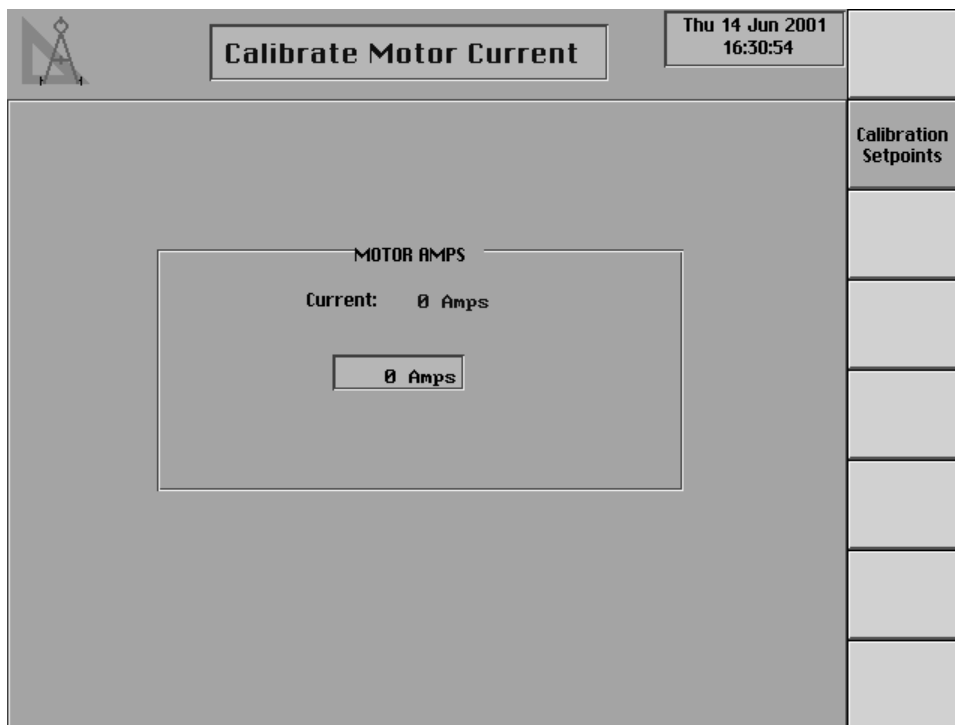 Calibrate Motor Current
Thu 14 Jun 2001
16:30:54
Calibration
Setpoints
MOTOR AMPS
Current: 0 Amps
0 Amps